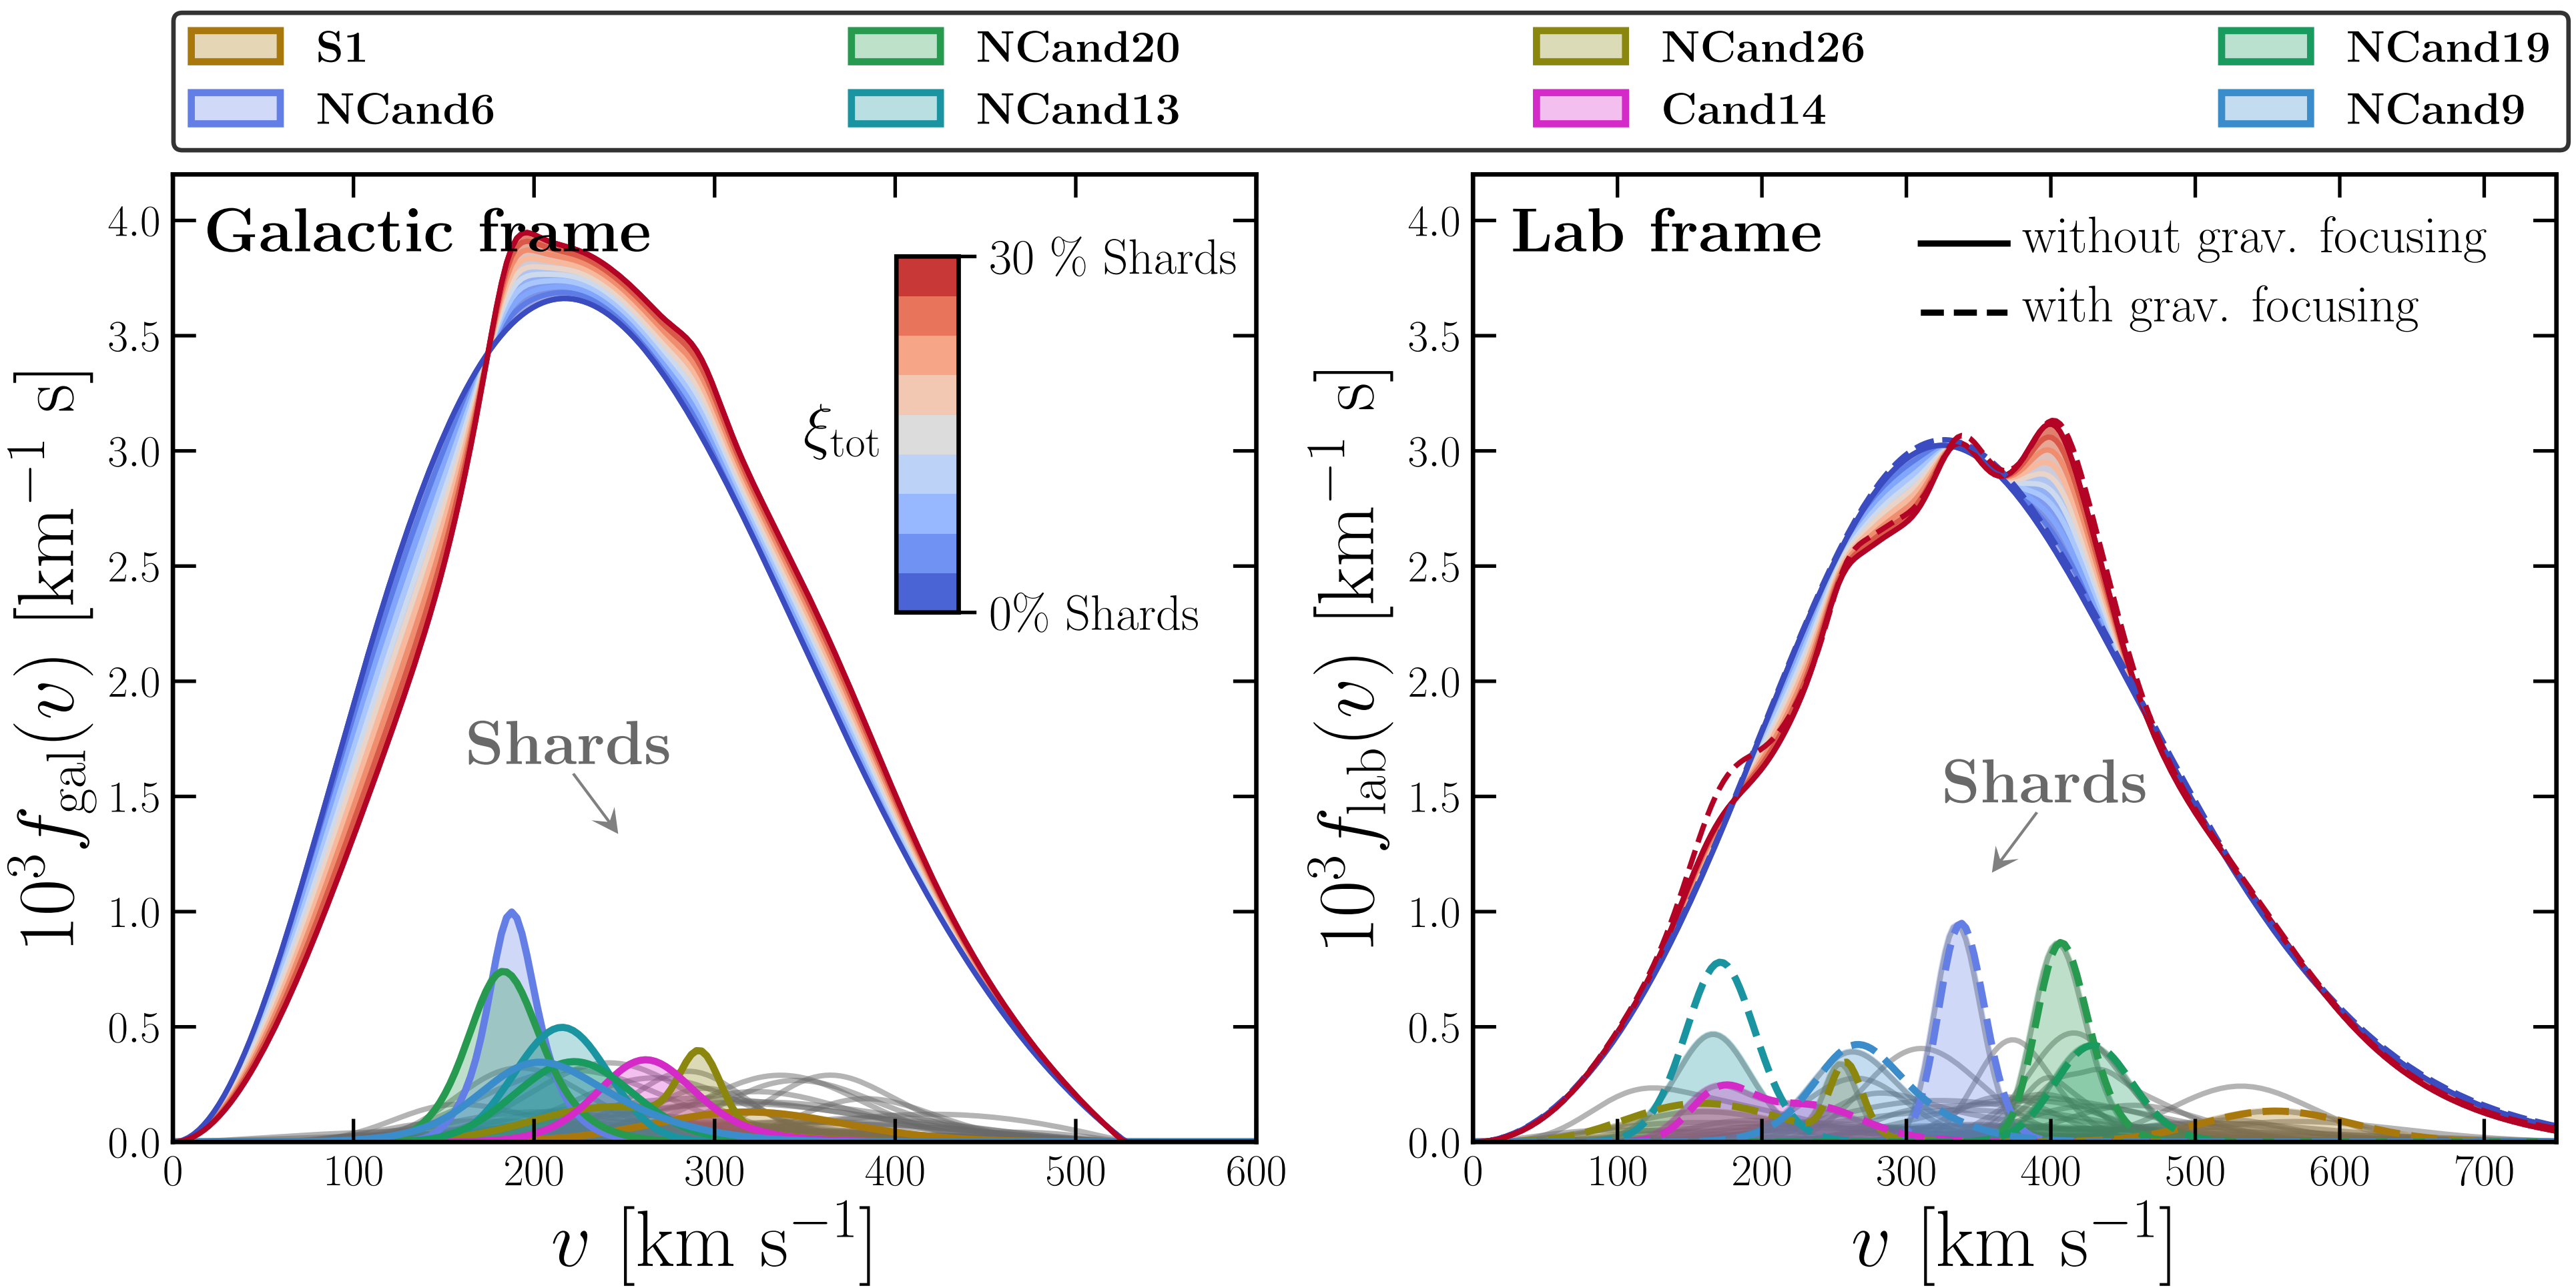 S1 NCand20 NCand26 NCand19
NCand6 NCand13 Cand14 NCand9
Galactic frame
30 % Shards
ξtot
0% Shards
Shards
10³fgal(v) [km⁻¹ s]
4.0
3.5
3.0
2.5
2.0
1.5
1.0
0.5
0.0
0 100 200 300 400 500 600
v [km s⁻¹]
Lab frame
without grav. focusing
with grav. focusing
Shards
10³flab(v) [km⁻¹ s]
4.0
3.5
3.0
2.5
2.0
1.5
1.0
0.5
0.0
0 100 200 300 400 500 600 700
v [km s⁻¹]